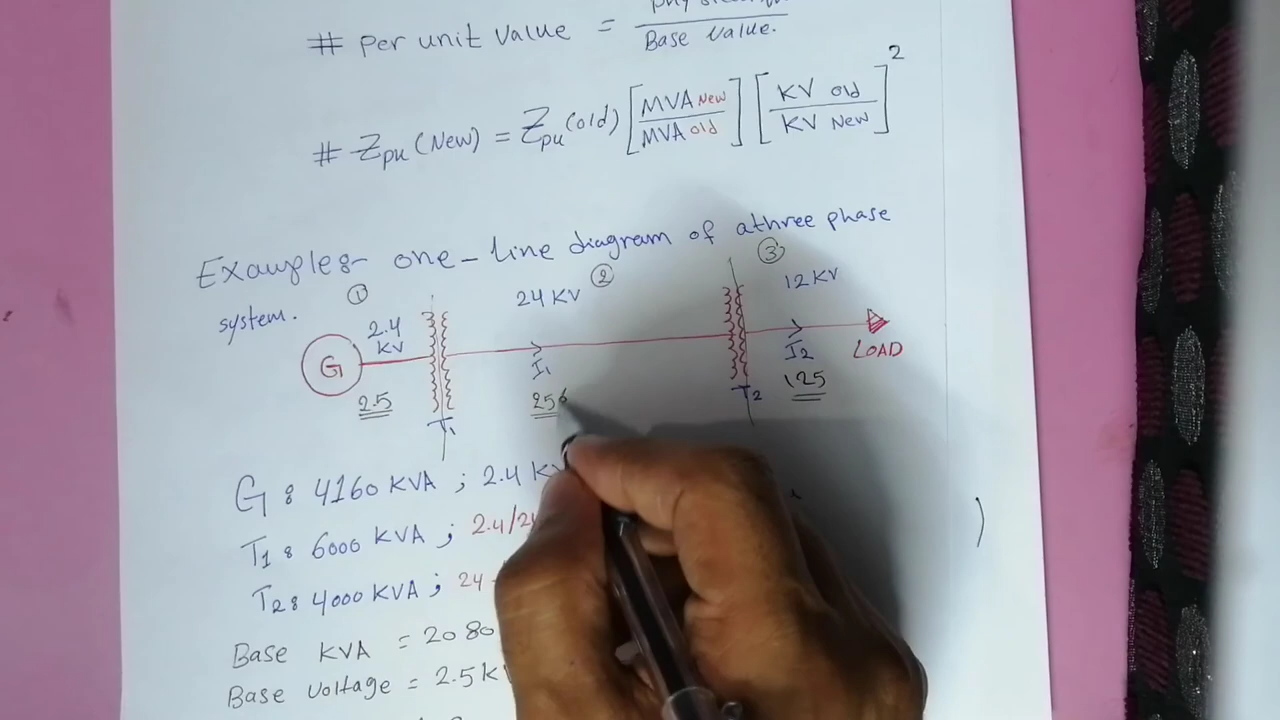 # per unit value =
Base value.
# Zpu (New) = Zpu (old) [MVA New / MVA old] [KV old / KV New]²
Examples- one - line diagram of a three phase
system.
① ② ③
2.4 KV 24 KV 12 KV
G I1 I2 LOAD
2.5 T1 T2 125
G : 4160 KVA ; 2.4 KV
T1 : 6000 KVA ; 2.4/24
T2 : 4000 KVA ; 24
Base KVA = 2080
Base voltage = 2.5 KV